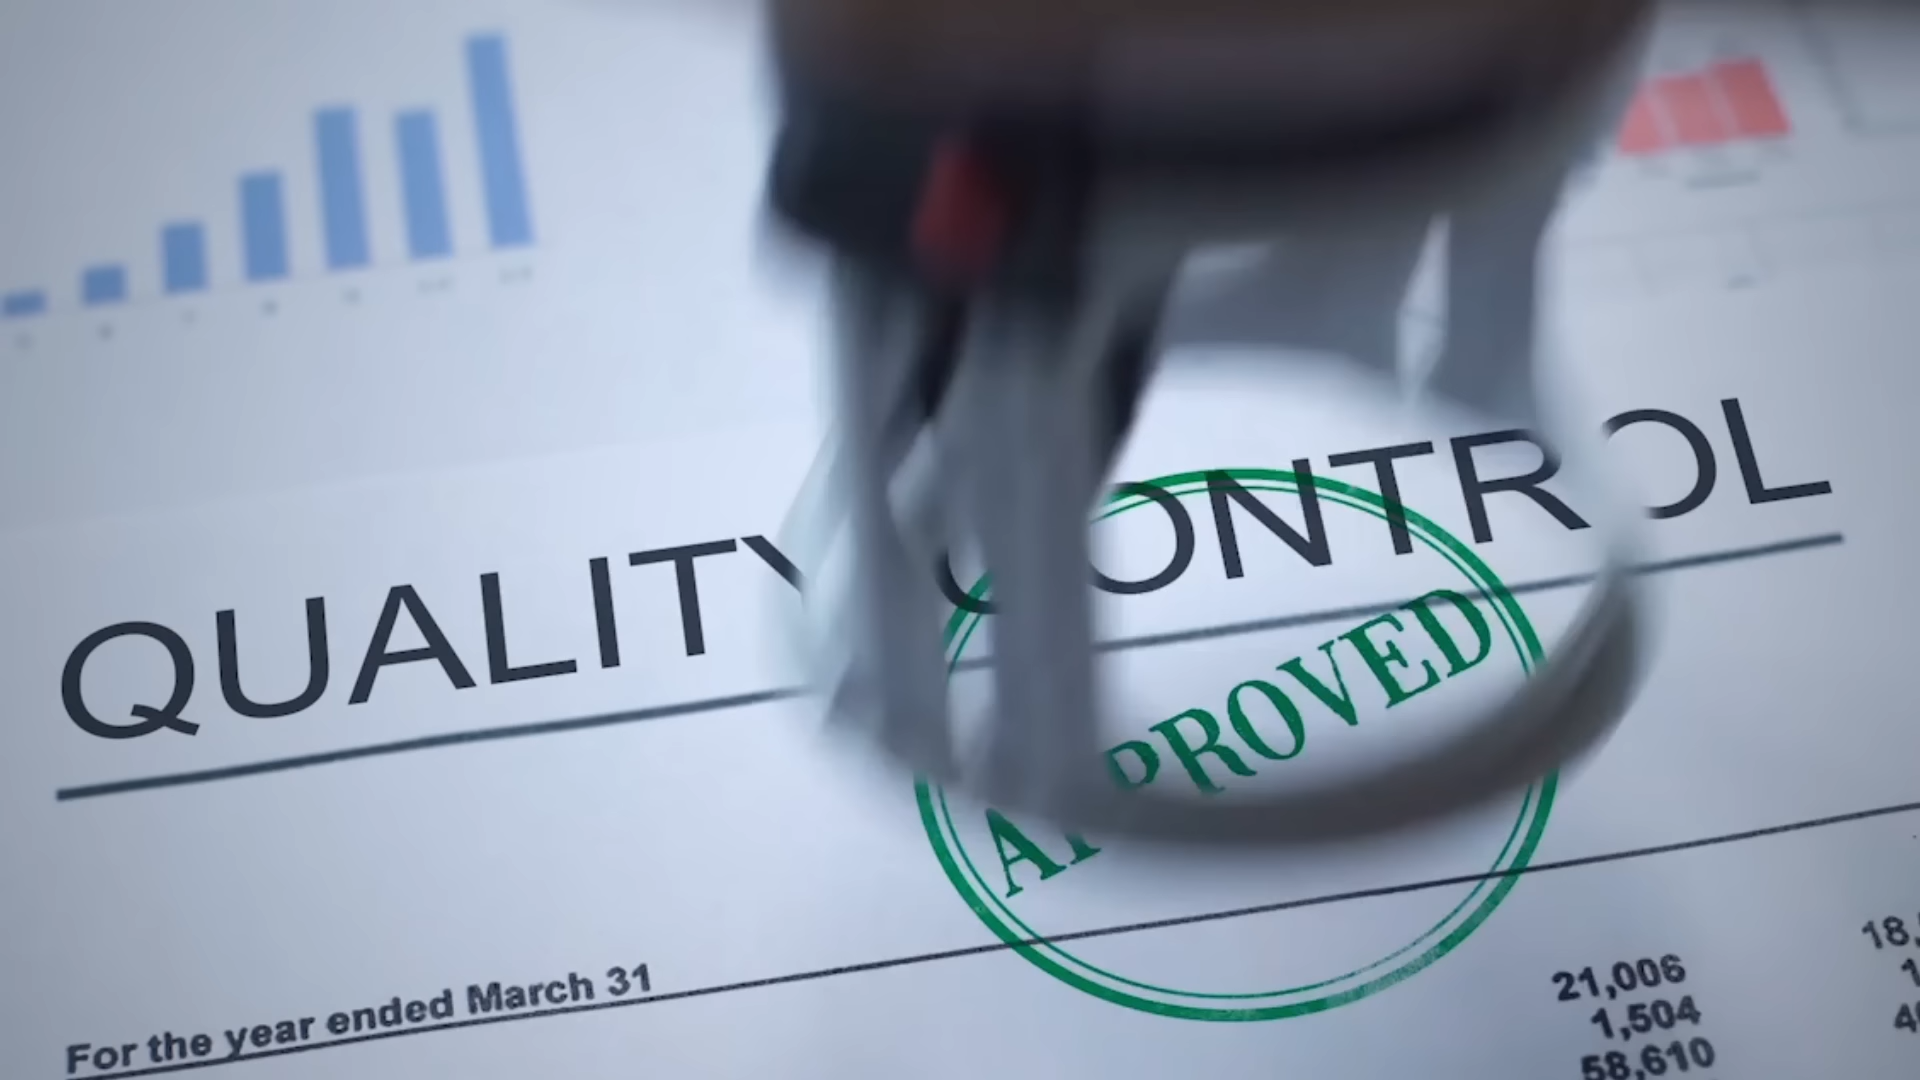 QUALITY CONTROL
APPROVED
For the year ended March 31
21,006
1,504
58,610